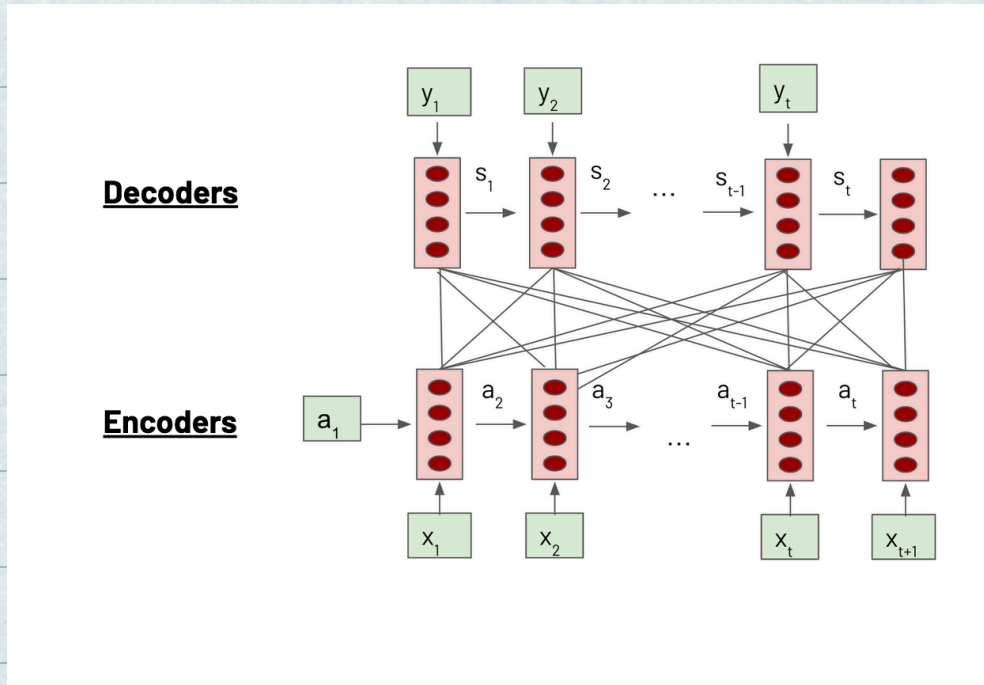 y₁ y₂ yₜ
Decoders s₁ s₂ ... sₜ₋₁ sₜ
Encoders a₁ a₂ a₃ ... aₜ₋₁ aₜ
x₁ x₂ xₜ xₜ₊₁